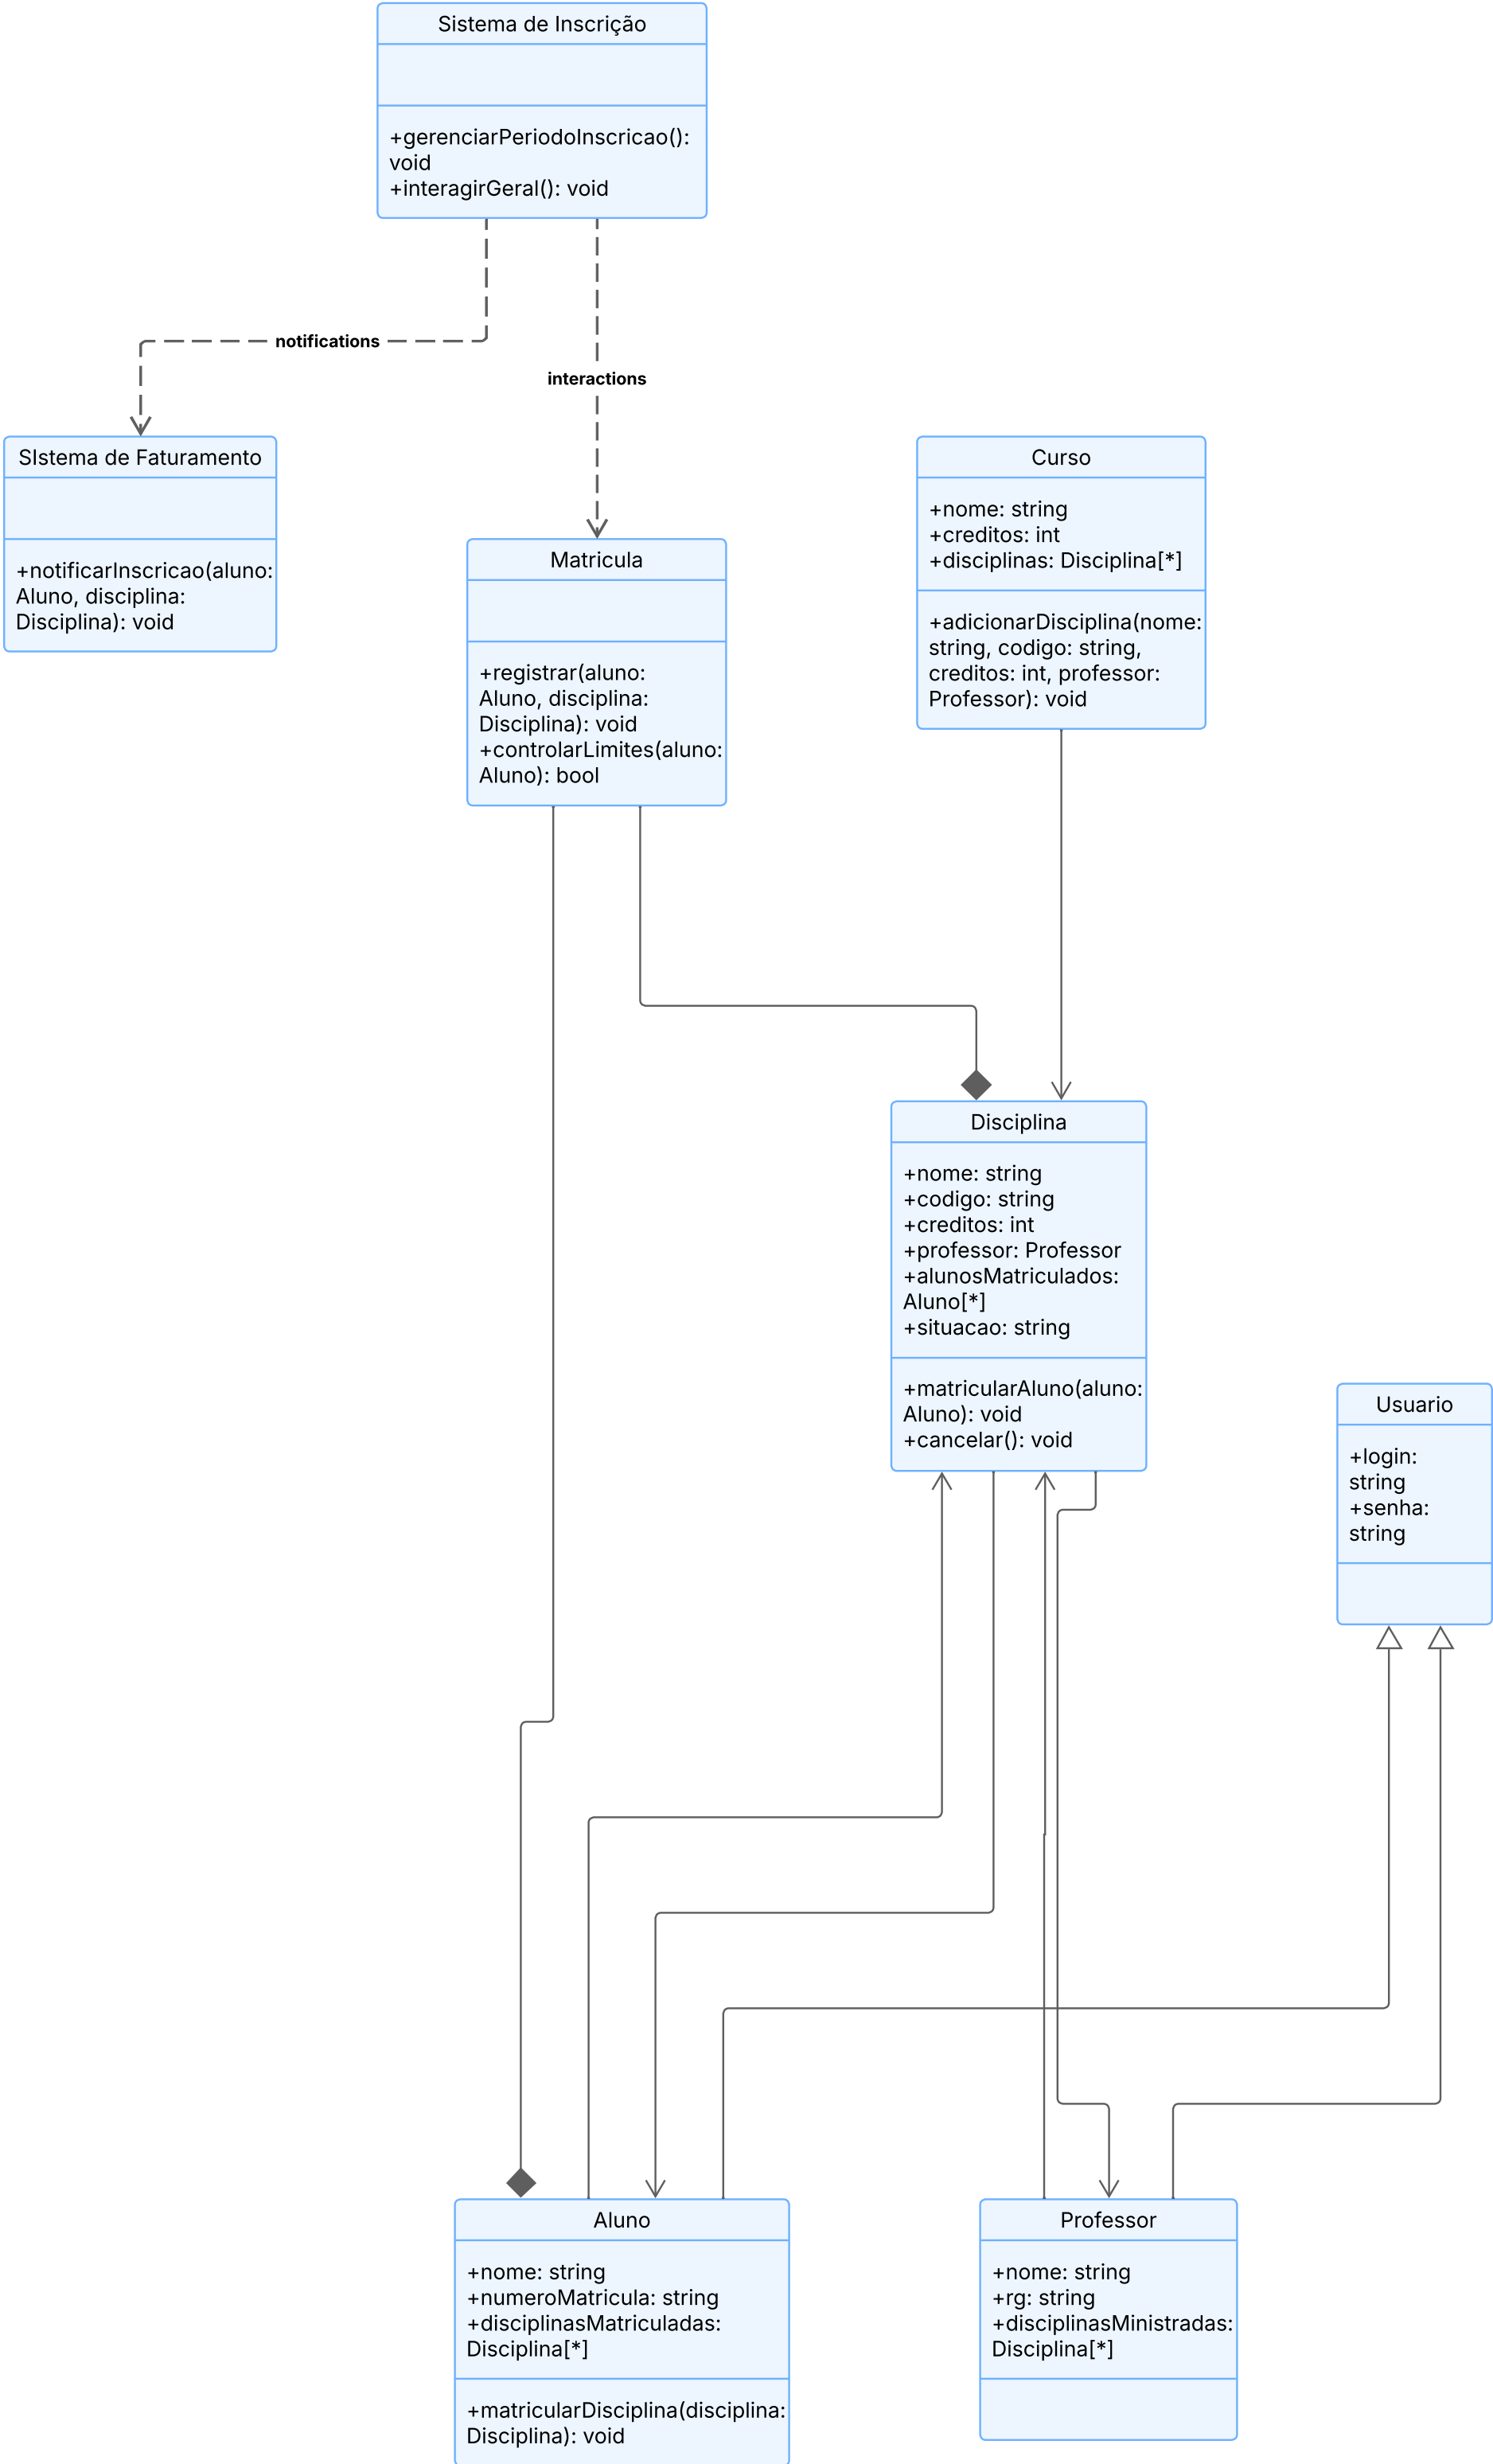 Sistema de Inscrição
+gerenciarPeriodoInscricao():
void
+interagirGeral(): void
notifications
interactions
SIstema de Faturamento
+notificarInscricao(aluno:
Aluno, disciplina:
Disciplina): void
Matricula
+registrar(aluno:
Aluno, disciplina:
Disciplina): void
+controlarLimites(aluno:
Aluno): bool
Curso
+nome: string
+creditos: int
+disciplinas: Disciplina[*]
+adicionarDisciplina(nome:
string, codigo: string,
creditos: int, professor:
Professor): void
Disciplina
+nome: string
+codigo: string
+creditos: int
+professor: Professor
+alunosMatriculados:
Aluno[*]
+situacao: string
+matricularAluno(aluno:
Aluno): void
+cancelar(): void
Usuario
+login:
string
+senha:
string
Aluno
+nome: string
+numeroMatricula: string
+disciplinasMatriculadas:
Disciplina[*]
+matricularDisciplina(disciplina:
Disciplina): void
Professor
+nome: string
+rg: string
+disciplinasMinistradas:
Disciplina[*]